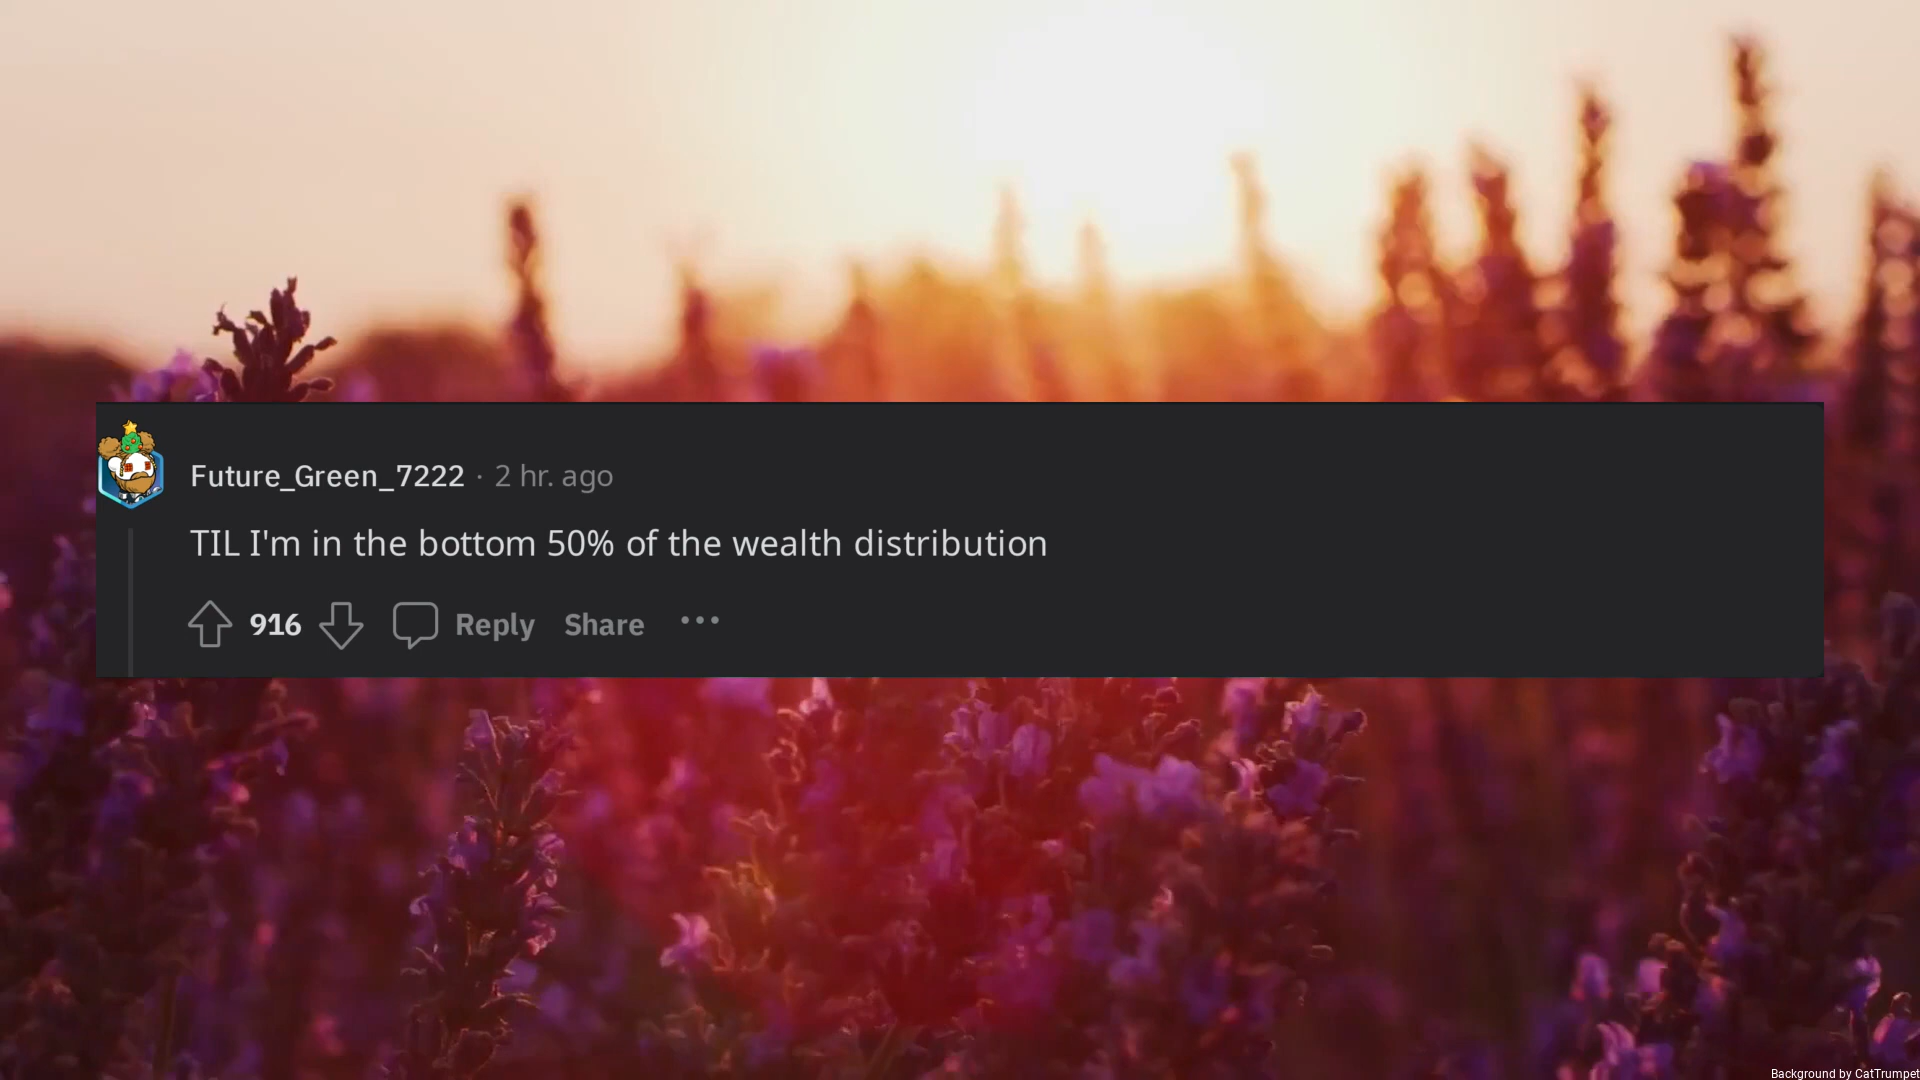 Future_Green_7222 · 2 hr. ago
TIL I'm in the bottom 50% of the wealth distribution
916 Reply Share ···
Background by CatTrumpet